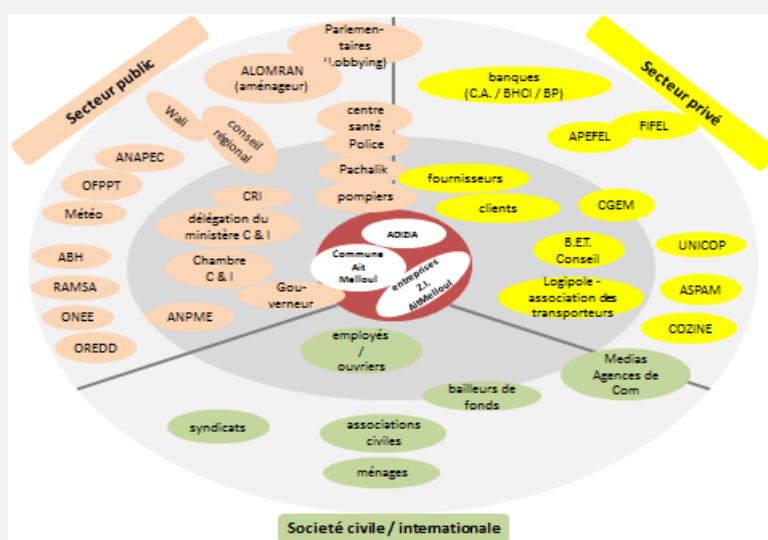 Parlemen-
taires
(Lobbying)
Secteur public
Secteur privé
ALOMRAN
(aménageur)
banques
(C.A. / BHCI / BP)
Wali
conseil
régional
centre
santé
APEFEL
FIFEL
Police
ANAPEC
Pachalik
fournisseurs
OFPPT
CRI
pompiers
clients
CGEM
Météo
délégation du
ministère C & I
ADIZIA
B.E.T.
Conseil
UNICOP
ABH
Chambre
C & I
Commune
Ait
Melloul
entreprises
Z.I.
AitMelloul
Logipole -
association des
transporteurs
RAMSA
Gou-
verneur
ASPAM
ONEE
ANPME
COZINE
OREDD
employés
/
ouvriers
Medias
Agences de
Com
bailleurs de
fonds
syndicats
associations
civiles
ménages
Societé civile / internationale